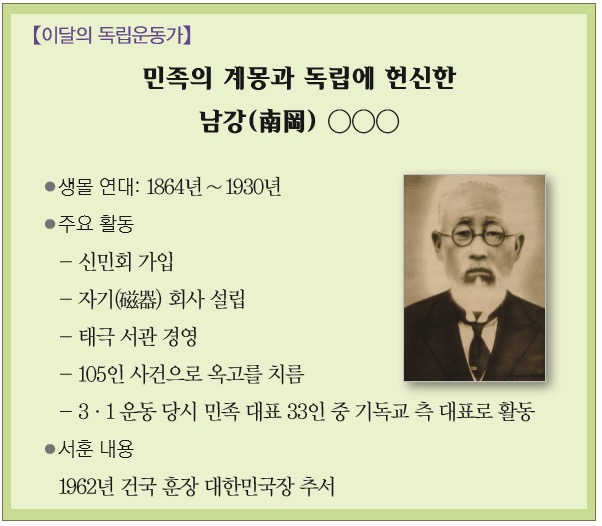 【이달의 독립운동가】
민족의 계몽과 독립에 헌신한
남강(南岡) ○○○
●생몰 연대: 1864년 ~ 1930년
●주요 활동
– 신민회 가입
– 자기(磁器) 회사 설립
– 태극 서관 경영
– 105인 사건으로 옥고를 치름
– 3·1 운동 당시 민족 대표 33인 중 기독교 측 대표로 활동
●서훈 내용
1962년 건국 훈장 대한민국장 추서